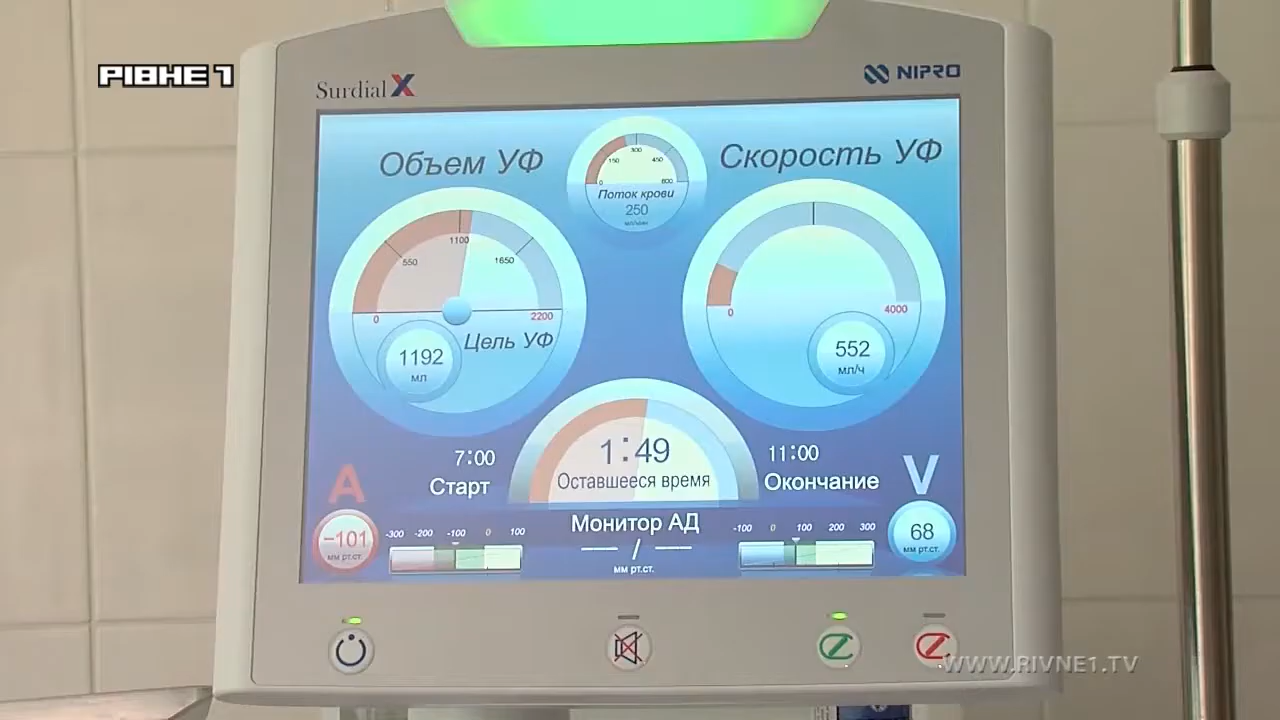 РІВНЕ 1
Surdial X
NIPRO
Объем УФ
Скорость УФ
0 150 300 450 600
Поток крови
250
мл/мин
0 550 1100 1650 2200
Цель УФ
1192
мл
0 4000
552
мл/ч
7:00
Старт
1:49
Оставшееся время
11:00
Окончание
A
V
-101
мм рт.ст.
-300 -200 -100 0 100
Монитор АД
/
мм рт.ст.
-100 0 100 200 300
68
мм рт.ст.
WWW.RIVNE1.TV